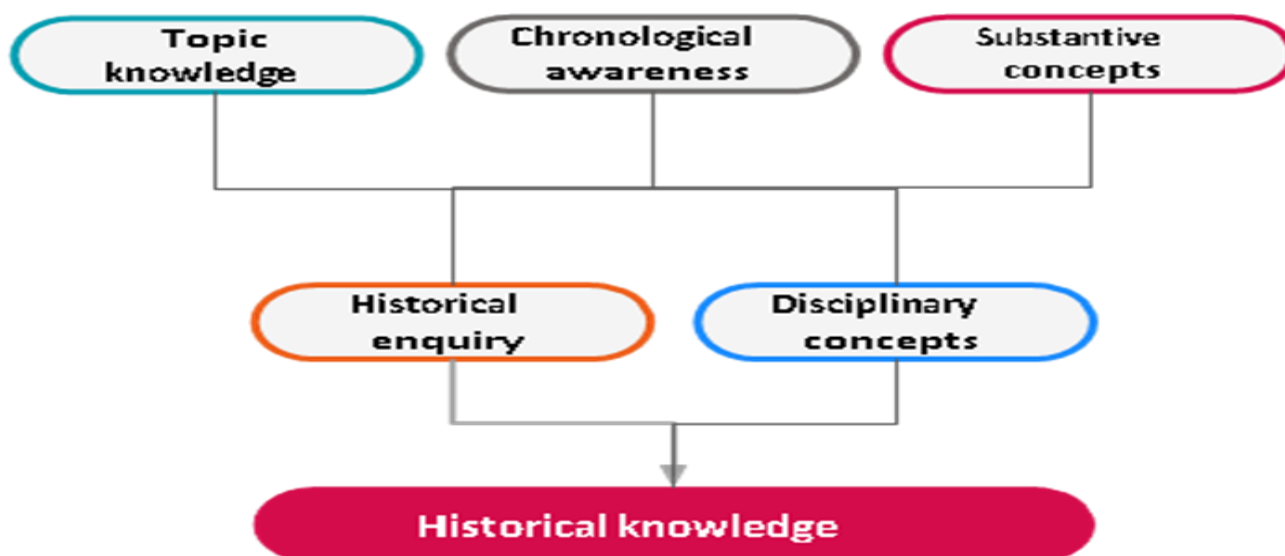 Topic
knowledge
Chronological
awareness
Substantive
concepts
Historical
enquiry
Disciplinary
concepts
Historical knowledge